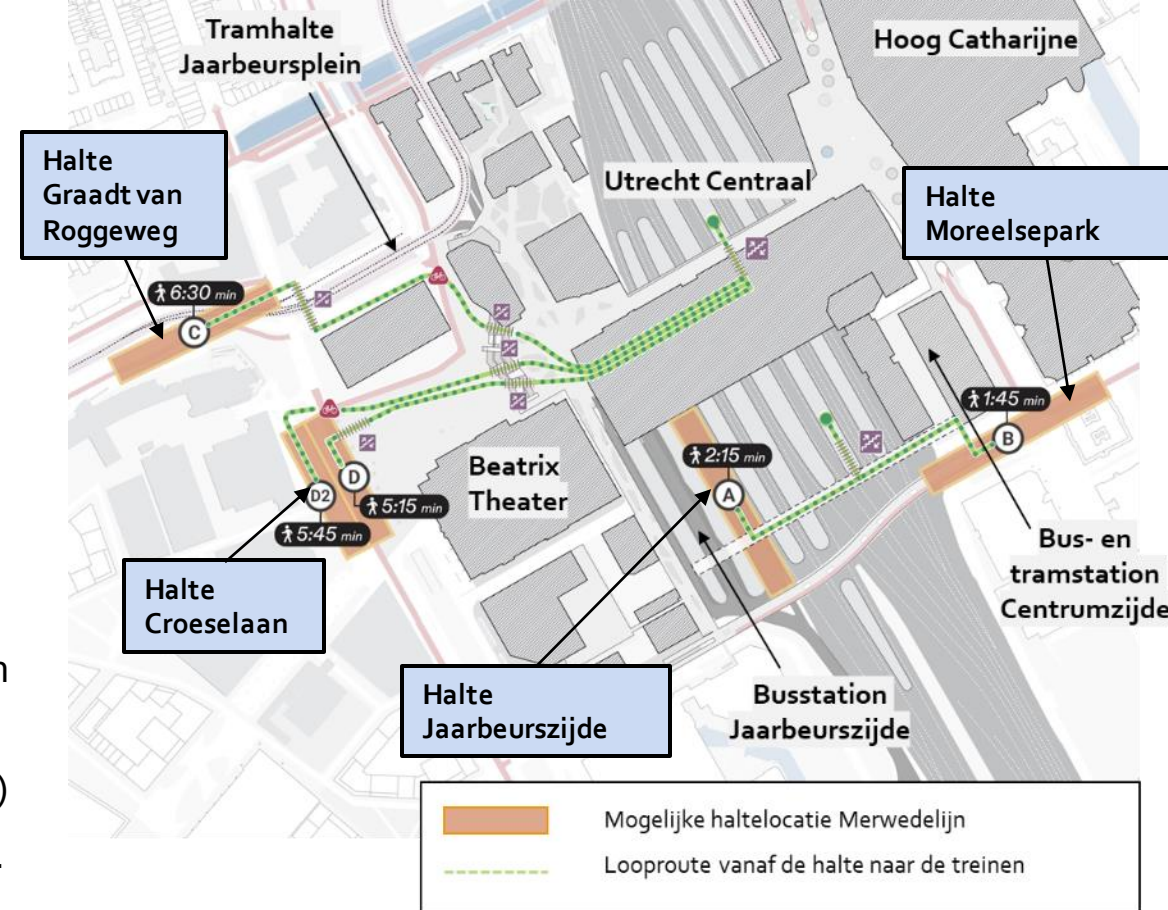 Tramhalte
Jaarbeursplein
Hoog Catharijne
Halte
Graadt van
Roggeweg
Utrecht Centraal
Halte
Moreelsepark
6:30 min
C
1:45 min
B
2:15 min
A
Beatrix
Theater
D
5:15 min
D2
5:45 min
Bus- en
tramstation
Centrumzijde
Halte
Croeselaan
Halte
Jaarbeurszijde
Busstation
Jaarbeurszijde
n
)
.
Mogelijke haltelocatie Merwedelijn
Looproute vanaf de halte naar de treinen